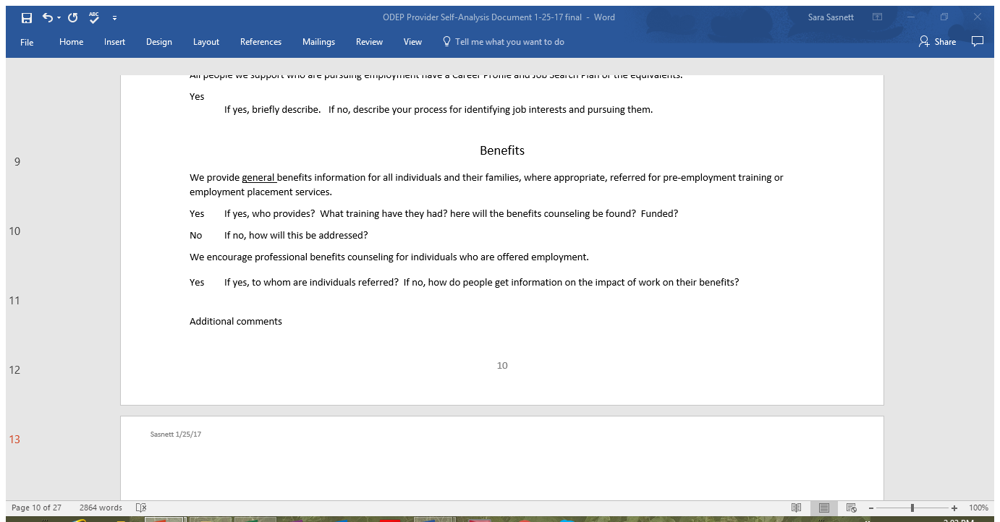 ABC
ODEP Provider Self-Analysis Document 1-25-17 final - Word
Sara Sasnett
File Home Insert Design Layout References Mailings Review View Tell me what you want to do Share
All people we support who are pursuing employment have a Career Profile and Job Search Plan or the equivalents.
Yes
If yes, briefly describe. If no, describe your process for identifying job interests and pursuing them.
Benefits
9
We provide general benefits information for all individuals and their families, where appropriate, referred for pre-employment training or
employment placement services.
Yes If yes, who provides? What training have they had? here will the benefits counseling be found? Funded?
10
No If no, how will this be addressed?
We encourage professional benefits counseling for individuals who are offered employment.
Yes If yes, to whom are individuals referred? If no, how do people get information on the impact of work on their benefits?
11
Additional comments
10
12
Sasnett 1/25/17
13
Page 10 of 27 2864 words 100%